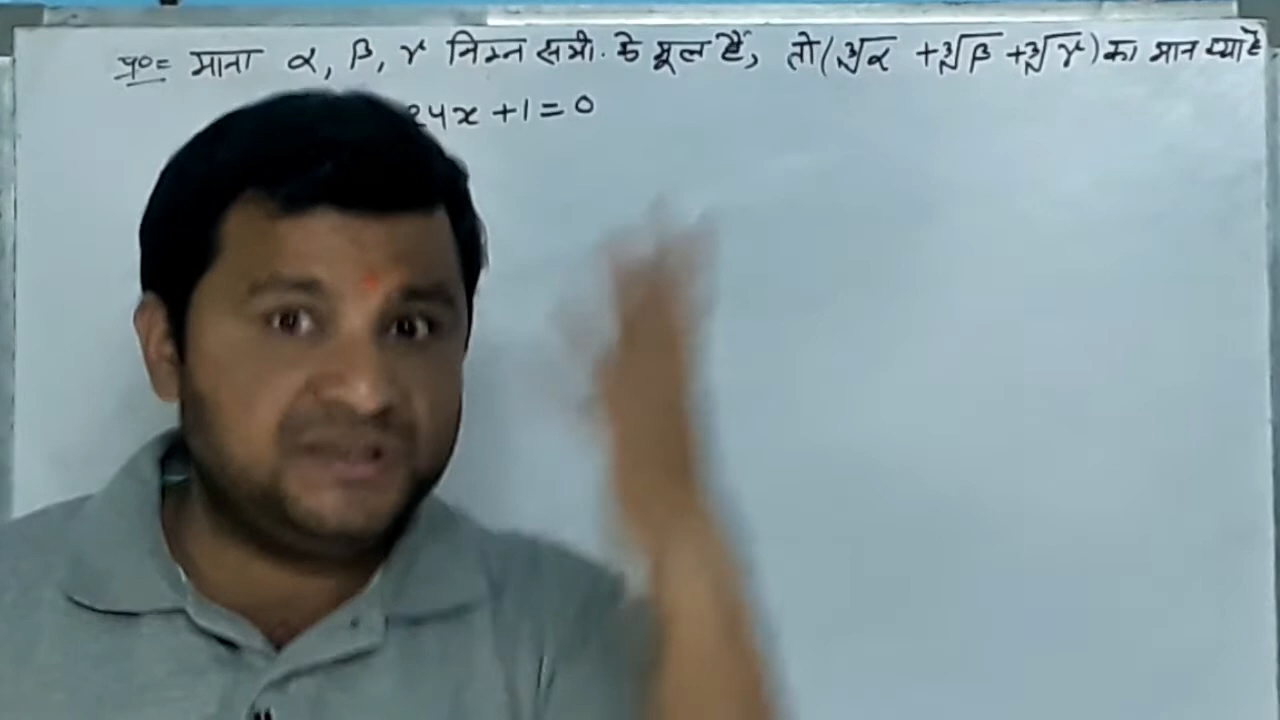 प्र०= माना α, β, γ निम्न समी. के मूल हैं, तो (∛α + ∛β + ∛γ) का मान क्या है
24x + 1 = 0